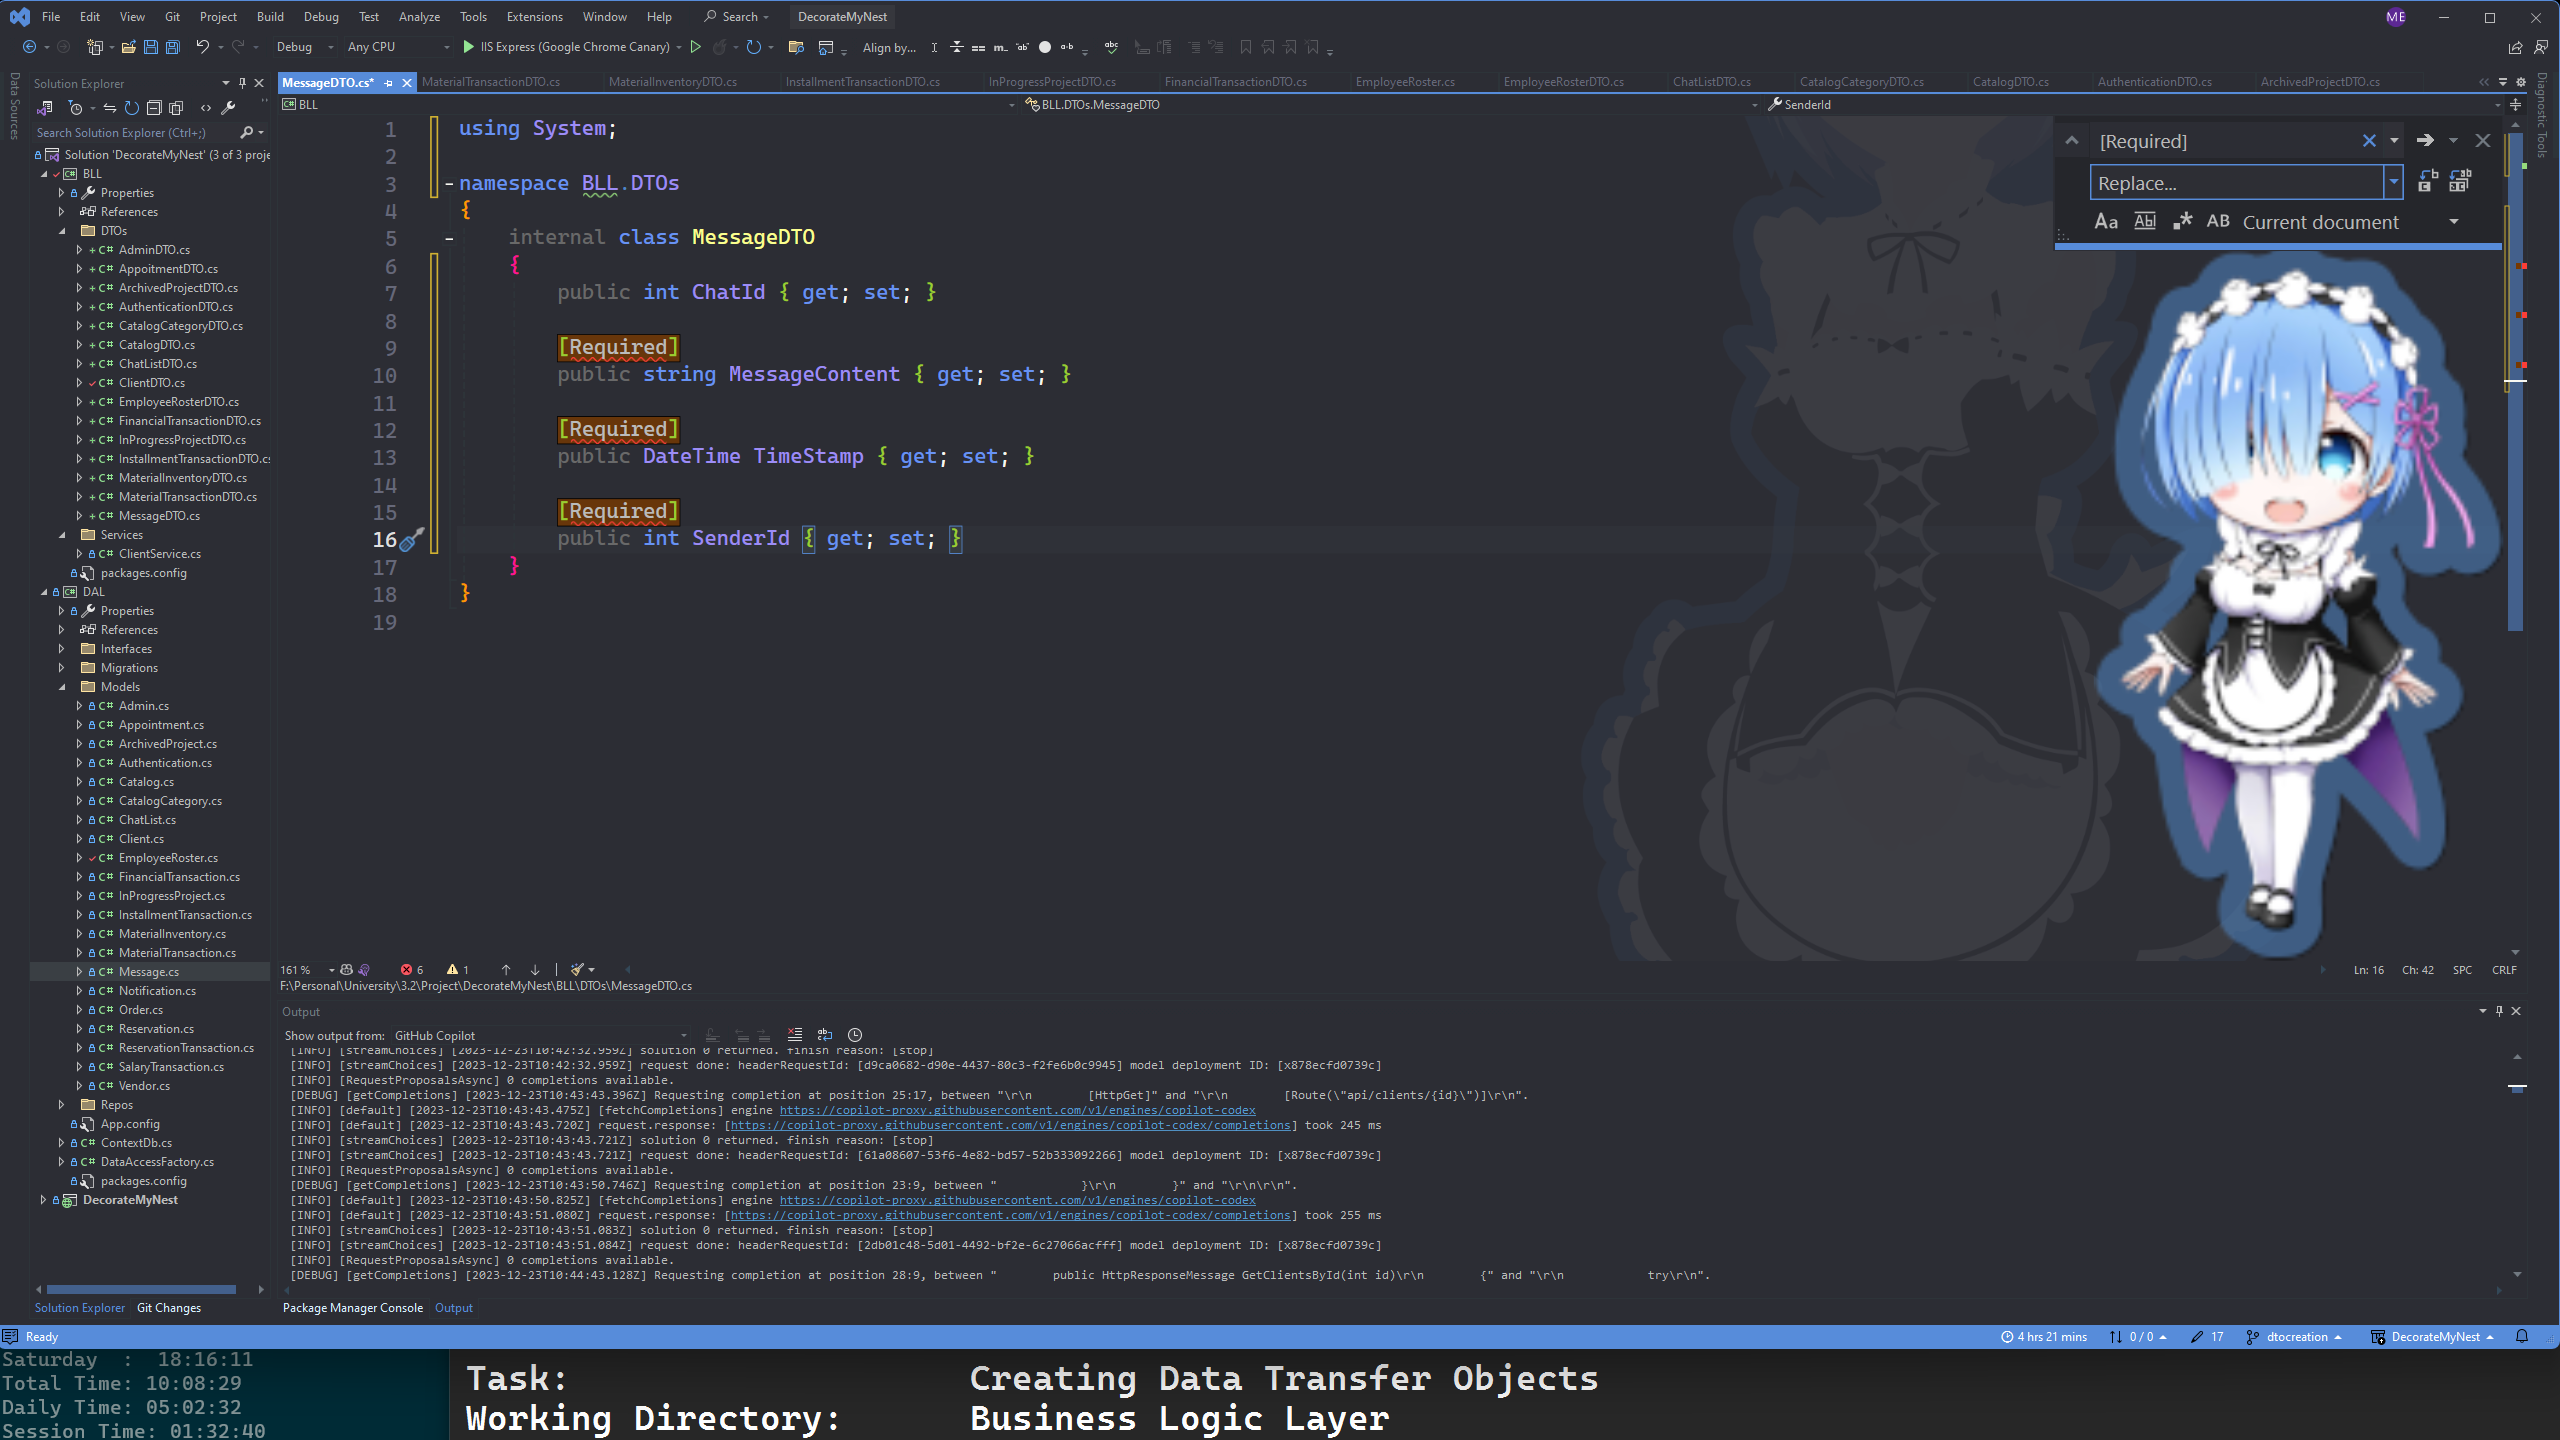 File Edit View Git Project Build Debug Test Analyze Tools Extensions Window Help Search DecorateMyNest ME
Debug Any CPU IIS Express (Google Chrome Canary) Align by...
Data Sources
Solution Explorer
Search Solution Explorer (Ctrl+;)
Solution 'DecorateMyNest' (3 of 3 proje
BLL
Properties
References
DTOs
AdminDTO.cs
AppoitmentDTO.cs
ArchivedProjectDTO.cs
AuthenticationDTO.cs
CatalogCategoryDTO.cs
CatalogDTO.cs
ChatListDTO.cs
ClientDTO.cs
EmployeeRosterDTO.cs
FinancialTransactionDTO.cs
InProgressProjectDTO.cs
InstallmentTransactionDTO.cs
MaterialInventoryDTO.cs
MaterialTransactionDTO.cs
MessageDTO.cs
Services
ClientService.cs
packages.config
DAL
Properties
References
Interfaces
Migrations
Models
Admin.cs
Appointment.cs
ArchivedProject.cs
Authentication.cs
Catalog.cs
CatalogCategory.cs
ChatList.cs
Client.cs
EmployeeRoster.cs
FinancialTransaction.cs
InProgressProject.cs
InstallmentTransaction.cs
MaterialInventory.cs
MaterialTransaction.cs
Message.cs
Notification.cs
Order.cs
Reservation.cs
ReservationTransaction.cs
SalaryTransaction.cs
Vendor.cs
Repos
App.config
ContextDb.cs
DataAccessFactory.cs
packages.config
DecorateMyNest
Solution Explorer Git Changes
MessageDTO.cs* MaterialTransactionDTO.cs MaterialInventoryDTO.cs InstallmentTransactionDTO.cs InProgressProjectDTO.cs FinancialTransactionDTO.cs EmployeeRoster.cs EmployeeRosterDTO.cs ChatListDTO.cs CatalogCategoryDTO.cs CatalogDTO.cs AuthenticationDTO.cs ArchivedProjectDTO.cs
BLL BLL.DTOs.MessageDTO SenderId
1 using System;
2
3 namespace BLL.DTOs
4 {
5 internal class MessageDTO
6 {
7 public int ChatId { get; set; }
8
9 [Required]
10 public string MessageContent { get; set; }
11
12 [Required]
13 public DateTime TimeStamp { get; set; }
14
15 [Required]
16 public int SenderId { get; set; }
17 }
18 }
19
[Required]
Replace...
Aa Abl .* AB Current document
Diagnostic Tools
161 % 6 1 Ln: 16 Ch: 42 SPC CRLF
F:\Personal\University\3.2\Project\DecorateMyNest\BLL\DTOs\MessageDTO.cs
Output
Show output from: GitHub Copilot
[INFO] [streamChoices] [2023-12-23T10:42:32.959Z] solution 0 returned. finish reason: [stop]
[INFO] [streamChoices] [2023-12-23T10:42:32.959Z] request done: headerRequestId: [d9ca0682-d90e-4437-80c3-f2fe6b0c9945] model deployment ID: [x878ecfd0739c]
[INFO] [RequestProposalsAsync] 0 completions available.
[DEBUG] [getCompletions] [2023-12-23T10:43:43.396Z] Requesting completion at position 25:17, between "\r\n [HttpGet]" and "\r\n [Route(\"api/clients/{id}\")]\r\n".
[INFO] [default] [2023-12-23T10:43:43.475Z] [fetchCompletions] engine https://copilot-proxy.githubusercontent.com/v1/engines/copilot-codex
[INFO] [default] [2023-12-23T10:43:43.720Z] request.response: [https://copilot-proxy.githubusercontent.com/v1/engines/copilot-codex/completions] took 245 ms
[INFO] [streamChoices] [2023-12-23T10:43:43.721Z] solution 0 returned. finish reason: [stop]
[INFO] [streamChoices] [2023-12-23T10:43:43.721Z] request done: headerRequestId: [61a08607-53f6-4e82-bd57-52b333092266] model deployment ID: [x878ecfd0739c]
[INFO] [RequestProposalsAsync] 0 completions available.
[DEBUG] [getCompletions] [2023-12-23T10:43:50.746Z] Requesting completion at position 23:9, between " }\r\n }" and "\r\n\r\n".
[INFO] [default] [2023-12-23T10:43:50.825Z] [fetchCompletions] engine https://copilot-proxy.githubusercontent.com/v1/engines/copilot-codex
[INFO] [default] [2023-12-23T10:43:51.080Z] request.response: [https://copilot-proxy.githubusercontent.com/v1/engines/copilot-codex/completions] took 255 ms
[INFO] [streamChoices] [2023-12-23T10:43:51.083Z] solution 0 returned. finish reason: [stop]
[INFO] [streamChoices] [2023-12-23T10:43:51.084Z] request done: headerRequestId: [2db01c48-5d01-4492-bf2e-6c27066acfff] model deployment ID: [x878ecfd0739c]
[INFO] [RequestProposalsAsync] 0 completions available.
[DEBUG] [getCompletions] [2023-12-23T10:44:43.128Z] Requesting completion at position 28:9, between " public HttpResponseMessage GetClientsById(int id)\r\n {" and "\r\n try\r\n".
Package Manager Console Output
Ready 4 hrs 21 mins 0 / 0 17 dtocreation DecorateMyNest
Saturday : 18:16:11
Total Time: 10:08:29
Daily Time: 05:02:32
Session Time: 01:32:40
Task: Creating Data Transfer Objects
Working Directory: Business Logic Layer